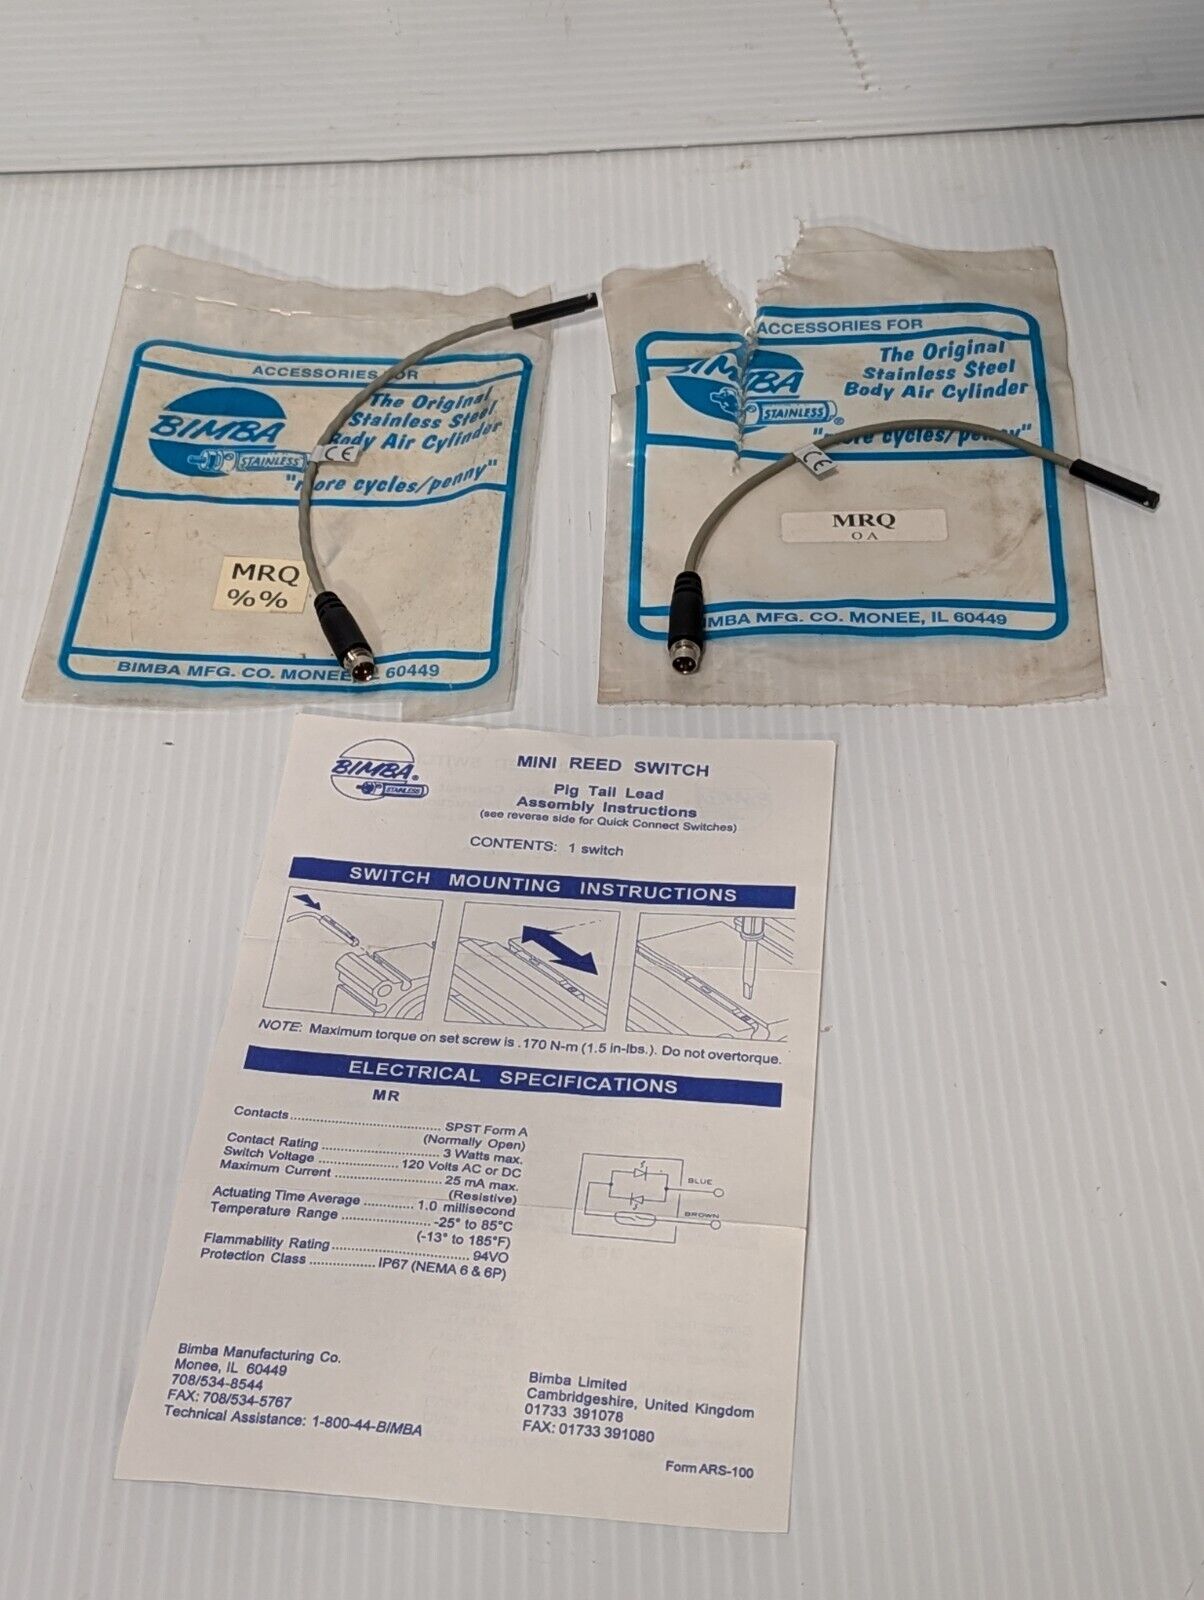 ACCESSORIES FOR
BIMBA
STAINLESS
The Original
Stainless Steel
Body Air Cylinder
"more cycles/penny"
CE
MRQ
%%
BIMBA MFG. CO. MONEE, IL 60449
ACCESSORIES FOR
BIMBA
STAINLESS®
The Original
Stainless Steel
Body Air Cylinder
"more cycles/penny"
CE
MRQ
O A
BIMBA MFG. CO. MONEE, IL 60449
BIMBA®
STAINLESS
MINI REED SWITCH
Pig Tail Lead
Assembly Instructions
(see reverse side for Quick Connect Switches)
CONTENTS: 1 switch
SWITCH MOUNTING INSTRUCTIONS
NOTE: Maximum torque on set screw is .170 N-m (1.5 in-lbs.). Do not overtorque.
ELECTRICAL SPECIFICATIONS
MR
Contacts.......................... SPST Form A
(Normally Open)
Contact Rating ..................... 3 Watts max.
Switch Voltage .............. 120 Volts AC or DC
Maximum Current ................... 25 mA max.
(Resistive)
Actuating Time Average .......... 1.0 millisecond
Temperature Range ............... -25° to 85°C
(-13° to 185°F)
Flammability Rating........................ 94VO
Protection Class ............ IP67 (NEMA 6 & 6P)
BLUE
BROWN
Bimba Manufacturing Co.
Monee, IL 60449
708/534-8544
FAX: 708/534-5767
Technical Assistance: 1-800-44-BIMBA
Bimba Limited
Cambridgeshire, United Kingdom
01733 391078
FAX: 01733 391080
Form ARS-100